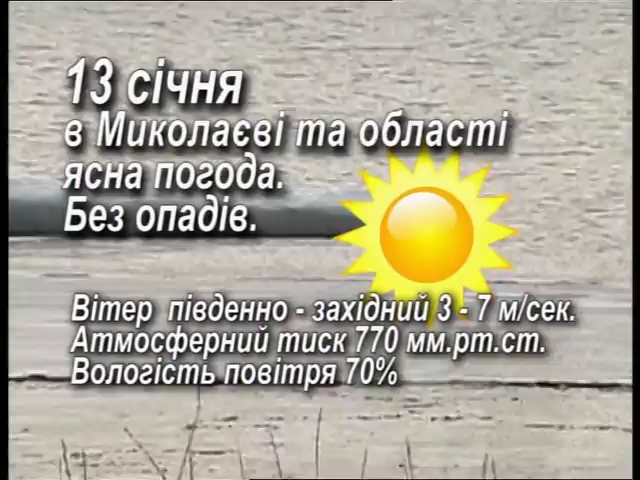 13 січня
в Миколаєві та області
ясна погода.
Без опадів.
Вітер південно - західний 3 - 7 м/сек.
Атмосферний тиск 770 мм.рт.ст.
Вологість повітря 70%